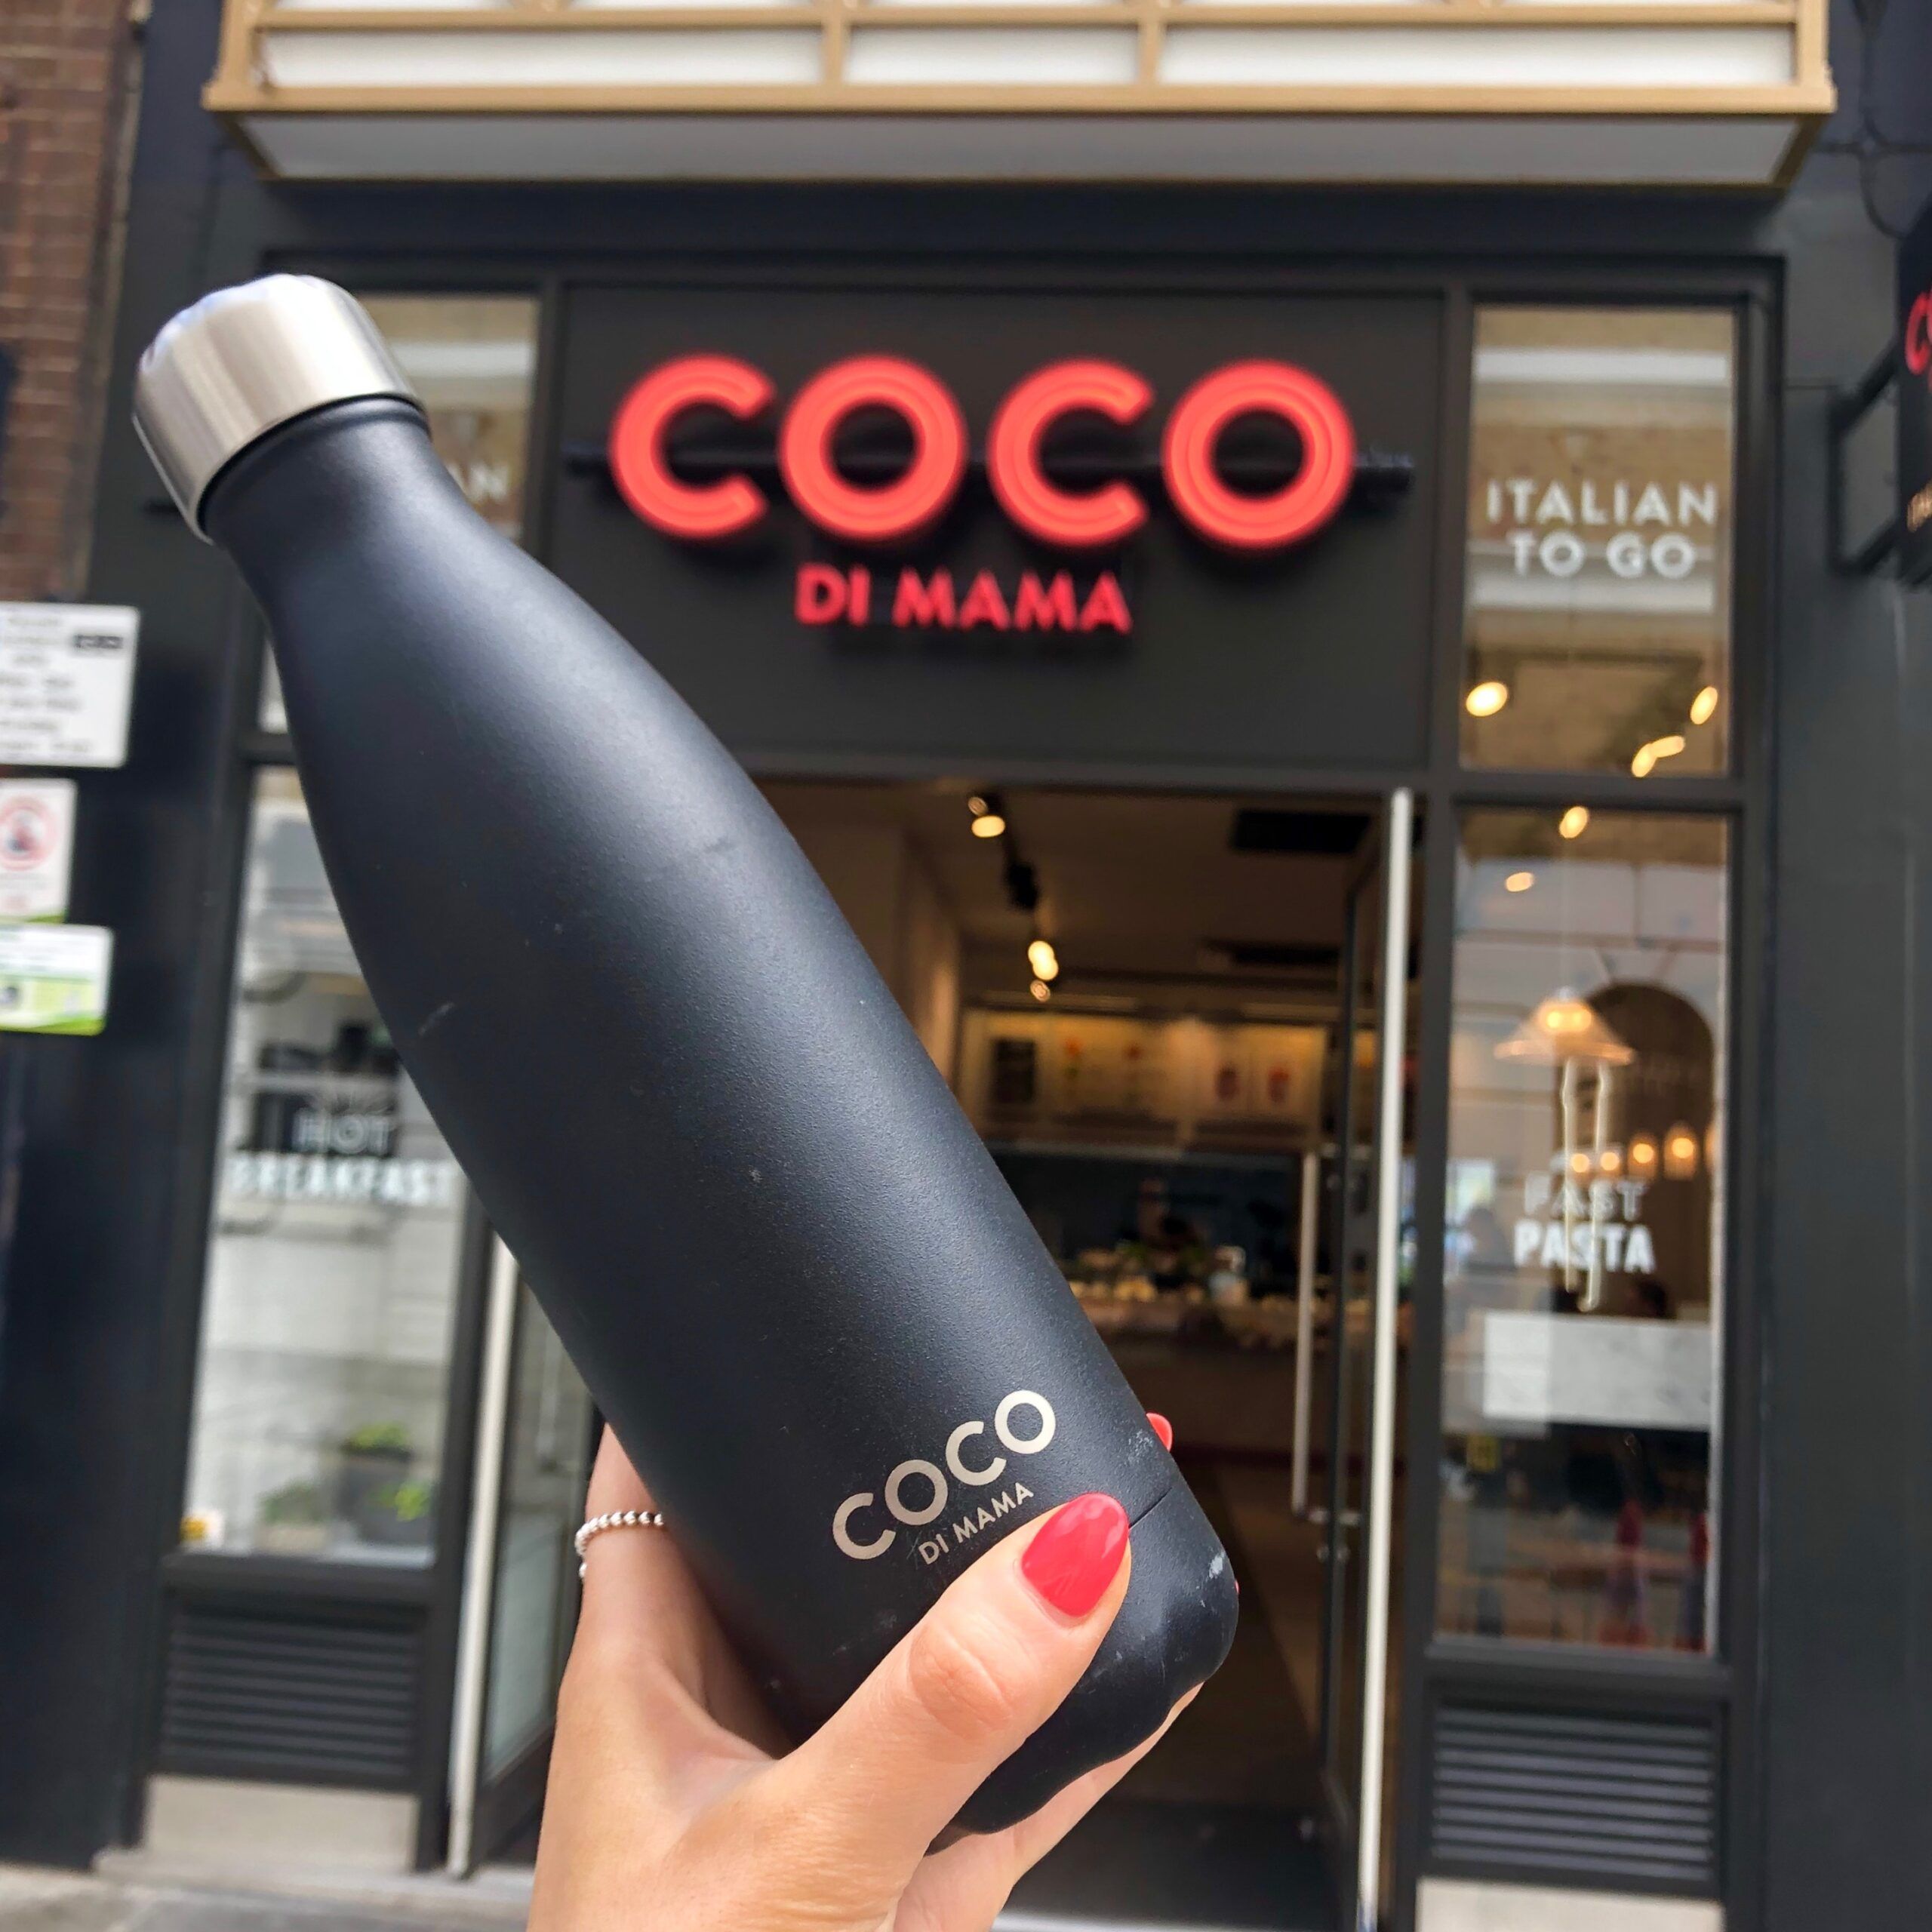 COCO
DI MAMA
ITALIAN
TO GO
HOT
BREAKFAST
FAST
PASTA
COCO
DI MAMA